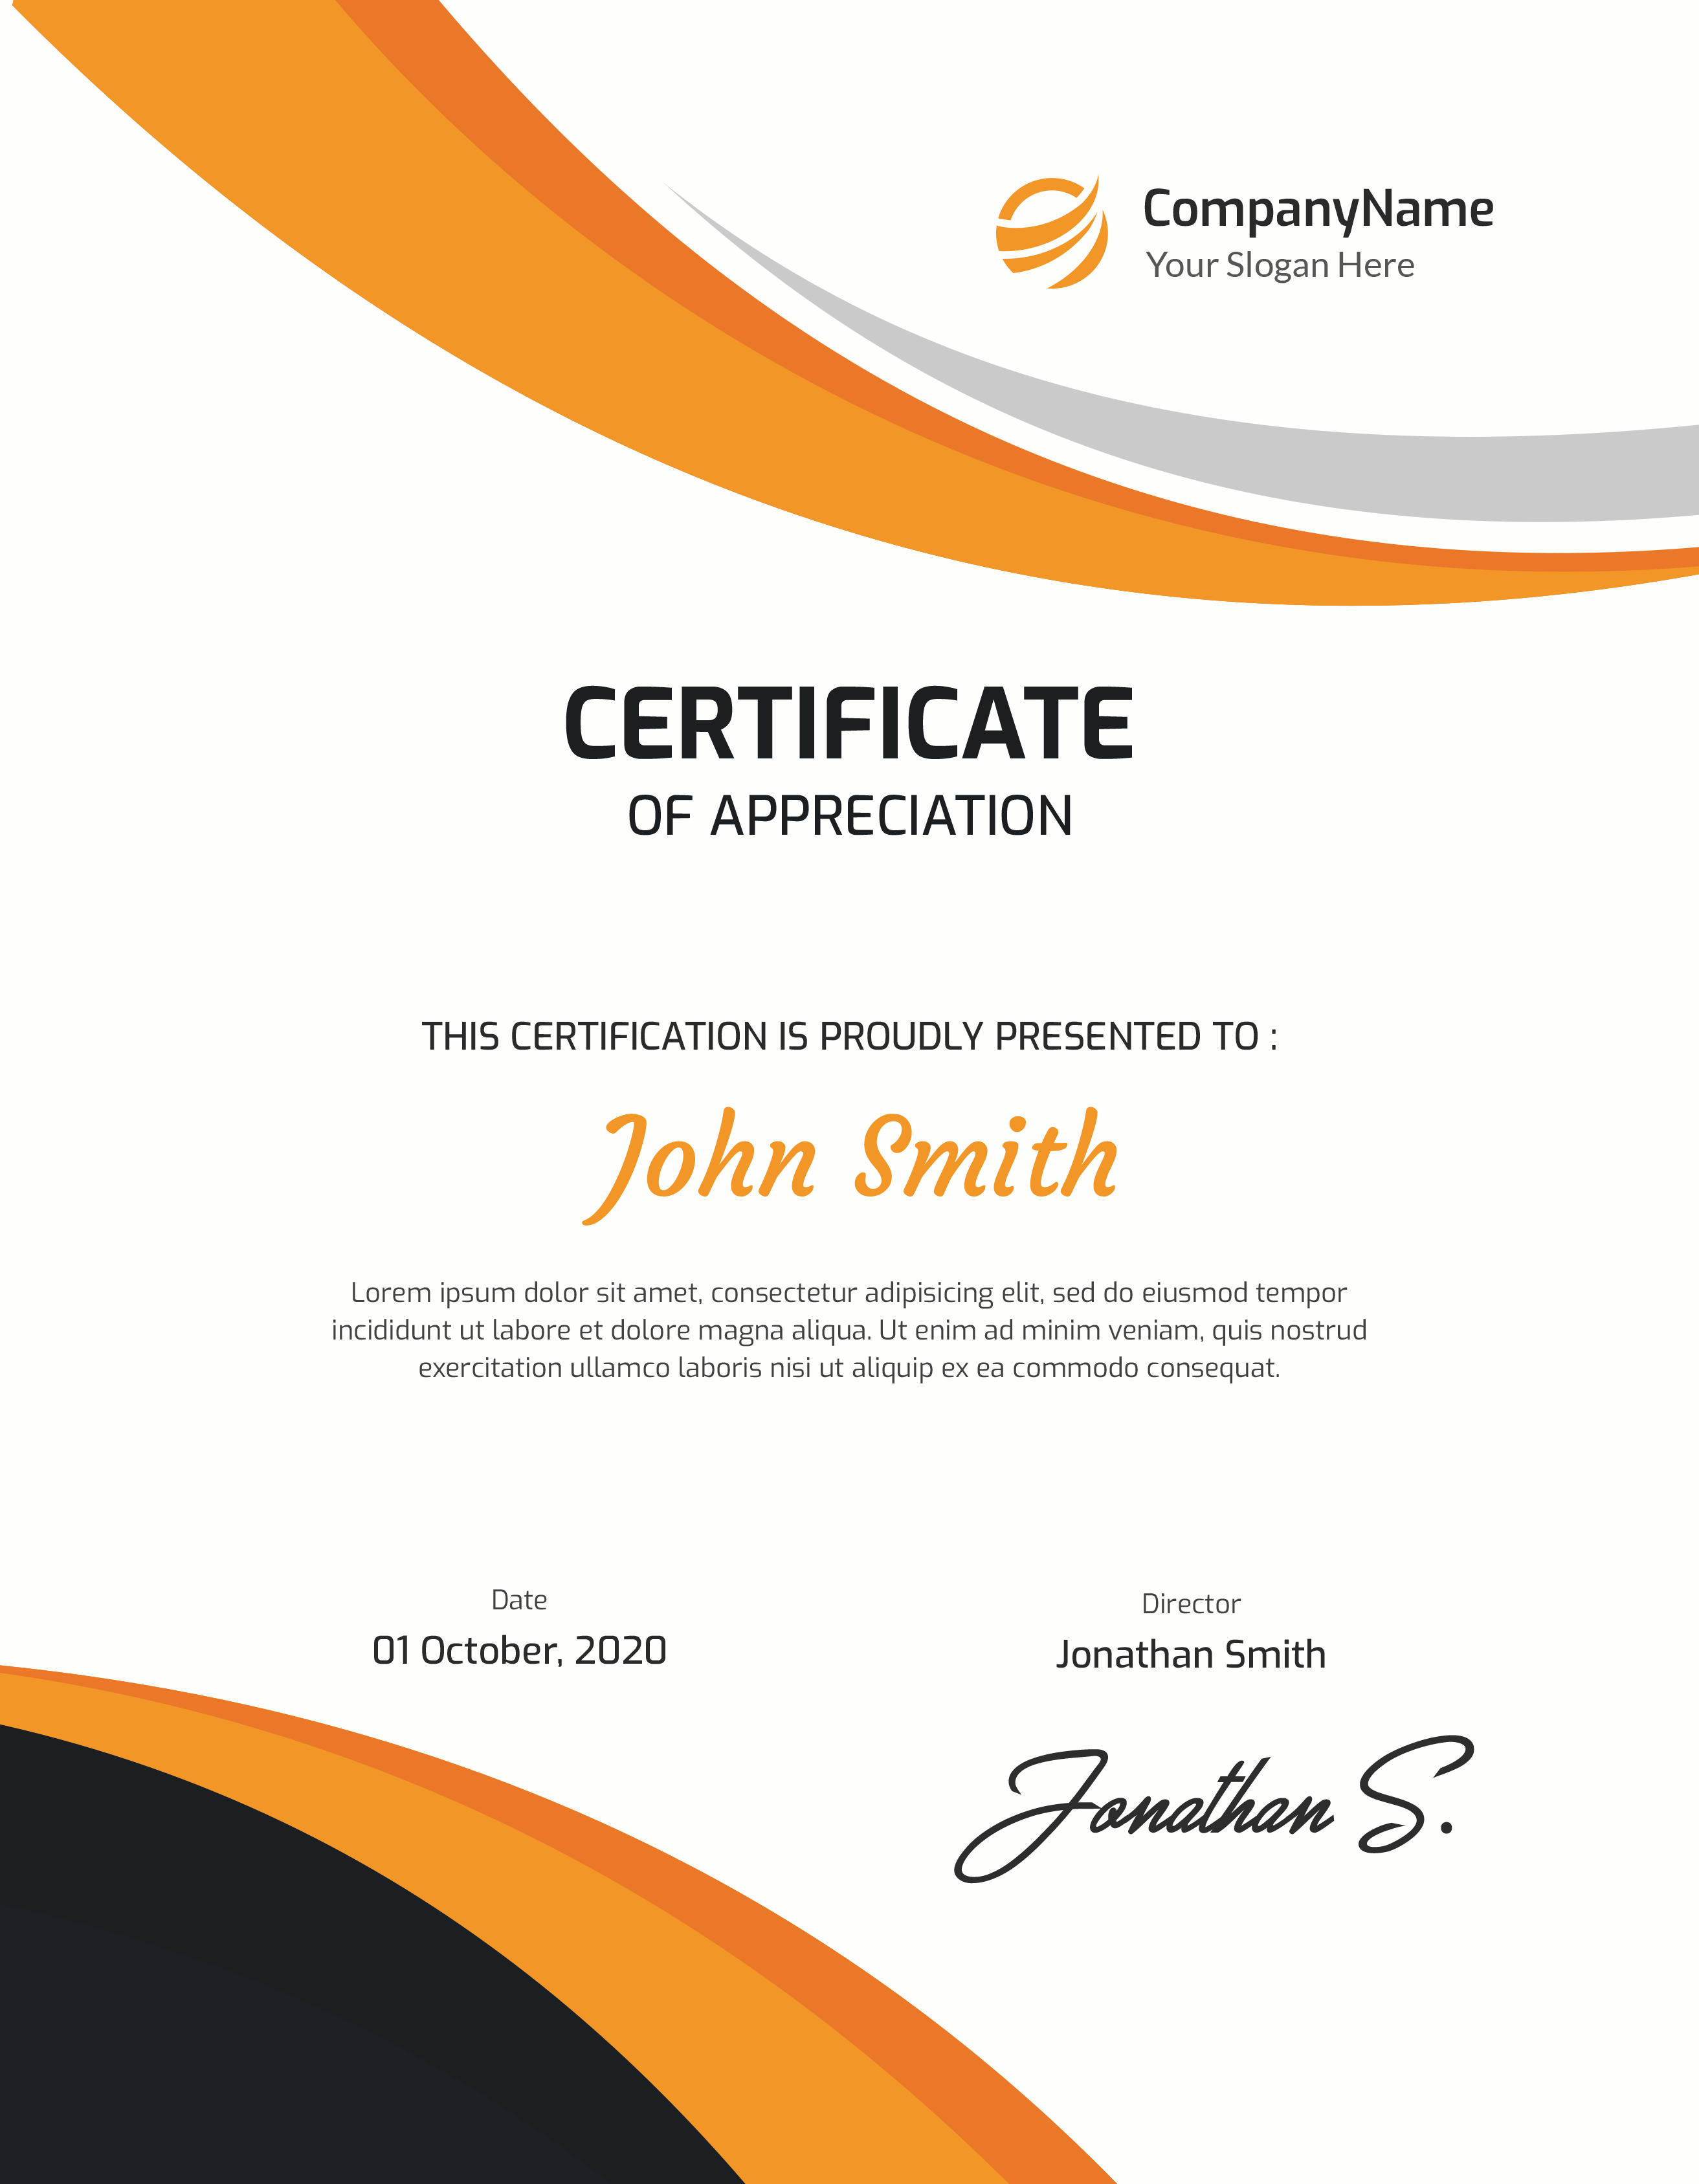 CompanyName
Your Slogan Here
CERTIFICATE
OF APPRECIATION
THIS CERTIFICATION IS PROUDLY PRESENTED TO :
John Smith
Lorem ipsum dolor sit amet, consectetur adipisicing elit, sed do eiusmod tempor
incididunt ut labore et dolore magna aliqua. Ut enim ad minim veniam, quis nostrud
exercitation ullamco laboris nisi ut aliquip ex ea commodo consequat.
Date
01 October, 2020
Director
Jonathan Smith
Jonathan S.